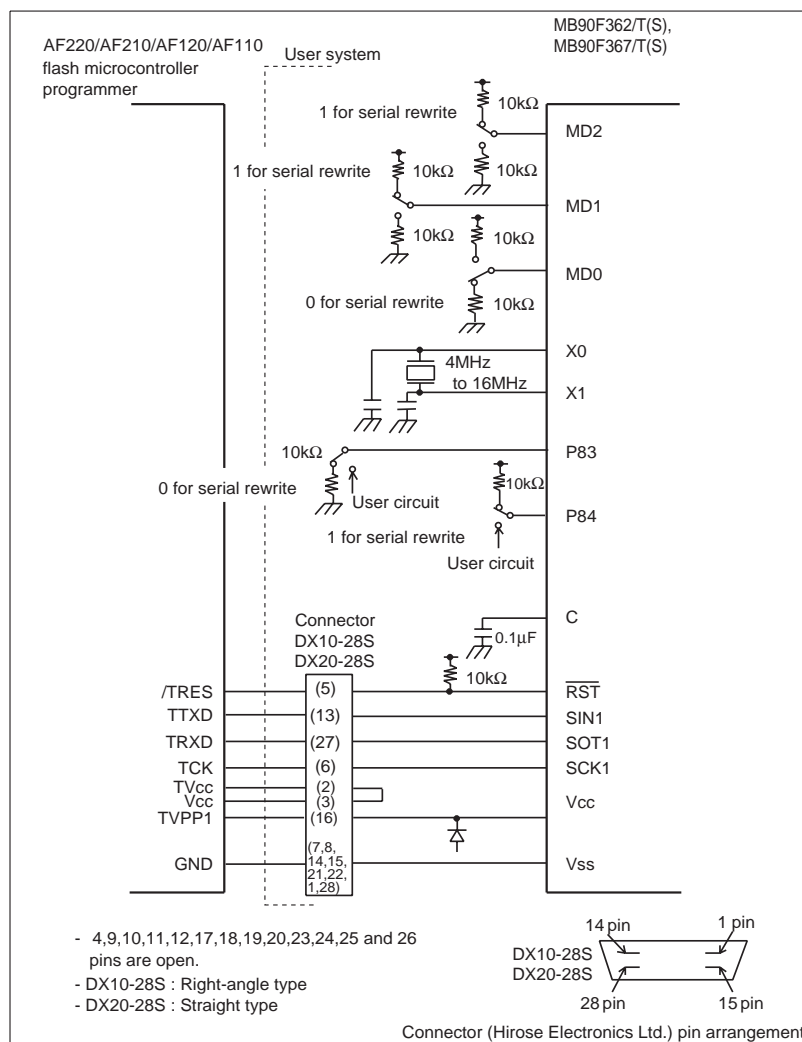 AF220/AF210/AF120/AF110
flash microcontroller
programmer
User system
MB90F362/T(S),
MB90F367/T(S)
1 for serial rewrite
10kΩ
MD2
10kΩ
1 for serial rewrite
10kΩ
MD1
10kΩ
10kΩ
MD0
0 for serial rewrite
10kΩ
X0
4MHz
to 16MHz
X1
10kΩ
P83
0 for serial rewrite
User circuit
10kΩ
P84
1 for serial rewrite
User circuit
C
0.1µF
Connector
DX10-28S
DX20-28S
10kΩ
/TRES
(5)
RST
TTXD
(13)
SIN1
TRXD
(27)
SOT1
TCK
(6)
SCK1
TVcc
(2)
Vcc
(3)
Vcc
TVPP1
(16)
GND
(7,8,
14,15,
21,22,
1,28)
Vss
- 4,9,10,11,12,17,18,19,20,23,24,25 and 26
pins are open.
- DX10-28S : Right-angle type
- DX20-28S : Straight type
14 pin
1 pin
DX10-28S
DX20-28S
28 pin
15 pin
Connector (Hirose Electronics Ltd.) pin arrangement